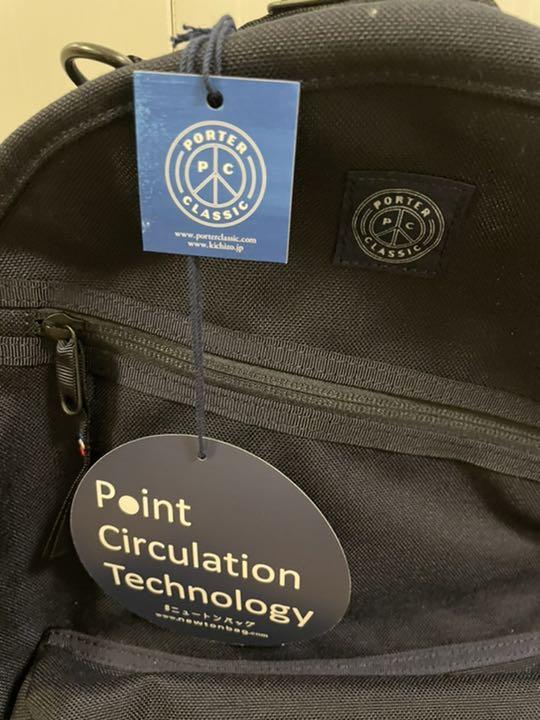 PORTER
P C
CLASSIC
www.porterclassic.com
www.kichizo.jp
PORTER
P C
CLASSIC
Point
Circulation
Technology
#ニュートンバッグ
www.newtonbag.com